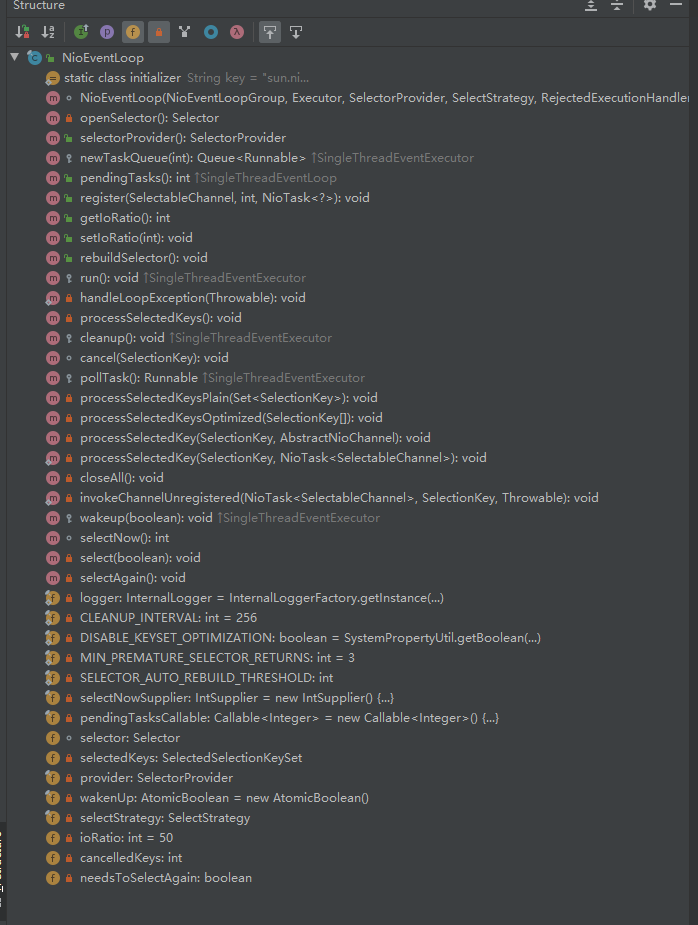 Structure
NioEventLoop
static class initializer String key = "sun.ni...
NioEventLoop(NioEventLoopGroup, Executor, SelectorProvider, SelectStrategy, RejectedExecutionHandler
openSelector(): Selector
selectorProvider(): SelectorProvider
newTaskQueue(int): Queue<Runnable> ↑SingleThreadEventExecutor
pendingTasks(): int ↑SingleThreadEventLoop
register(SelectableChannel, int, NioTask<?>): void
getIoRatio(): int
setIoRatio(int): void
rebuildSelector(): void
run(): void ↑SingleThreadEventExecutor
handleLoopException(Throwable): void
processSelectedKeys(): void
cleanup(): void ↑SingleThreadEventExecutor
cancel(SelectionKey): void
pollTask(): Runnable ↑SingleThreadEventExecutor
processSelectedKeysPlain(Set<SelectionKey>): void
processSelectedKeysOptimized(SelectionKey[]): void
processSelectedKey(SelectionKey, AbstractNioChannel): void
processSelectedKey(SelectionKey, NioTask<SelectableChannel>): void
closeAll(): void
invokeChannelUnregistered(NioTask<SelectableChannel>, SelectionKey, Throwable): void
wakeup(boolean): void ↑SingleThreadEventExecutor
selectNow(): int
select(boolean): void
selectAgain(): void
logger: InternalLogger = InternalLoggerFactory.getInstance(...)
CLEANUP_INTERVAL: int = 256
DISABLE_KEYSET_OPTIMIZATION: boolean = SystemPropertyUtil.getBoolean(...)
MIN_PREMATURE_SELECTOR_RETURNS: int = 3
SELECTOR_AUTO_REBUILD_THRESHOLD: int
selectNowSupplier: IntSupplier = new IntSupplier() {...}
pendingTasksCallable: Callable<Integer> = new Callable<Integer>() {...}
selector: Selector
selectedKeys: SelectedSelectionKeySet
provider: SelectorProvider
wakenUp: AtomicBoolean = new AtomicBoolean()
selectStrategy: SelectStrategy
ioRatio: int = 50
cancelledKeys: int
needsToSelectAgain: boolean